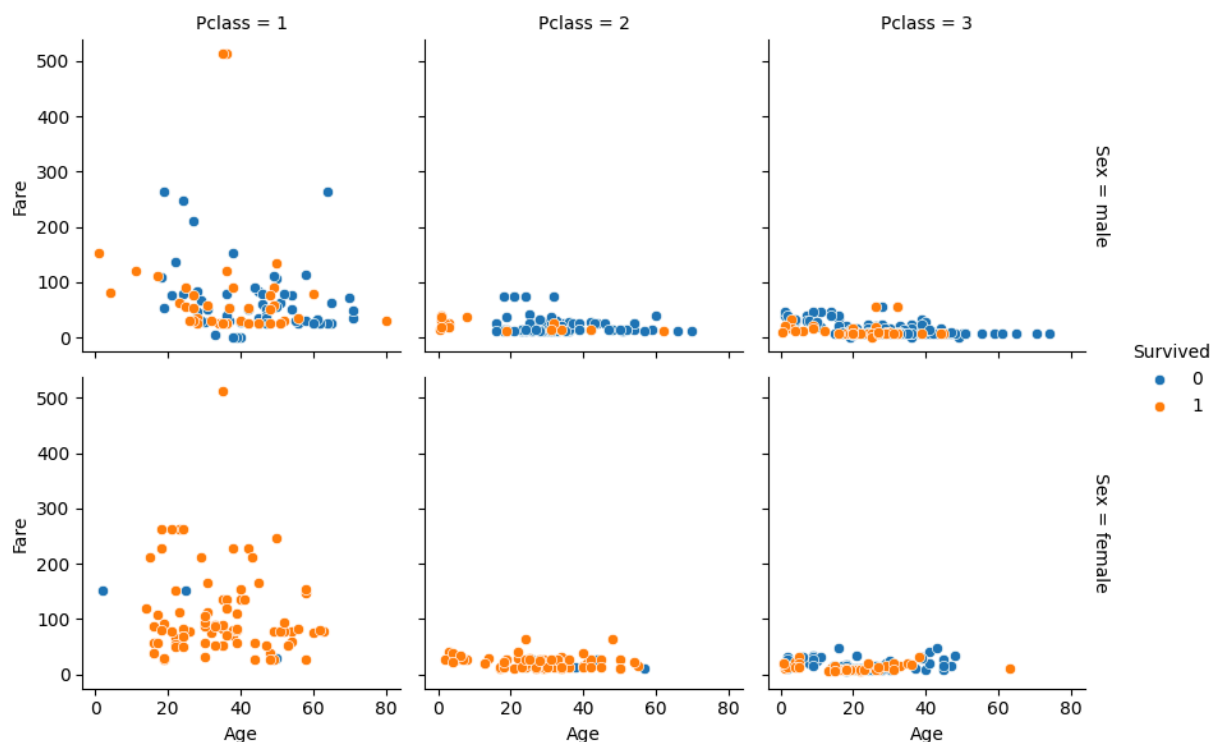 Pclass = 1
Pclass = 2
Pclass = 3
500
400
300
200
100
0
Fare
Sex = male
500
400
300
200
100
0
Fare
Sex = female
0 20 40 60 80
0 20 40 60 80
0 20 40 60 80
Age
Age
Age
Survived
0
1